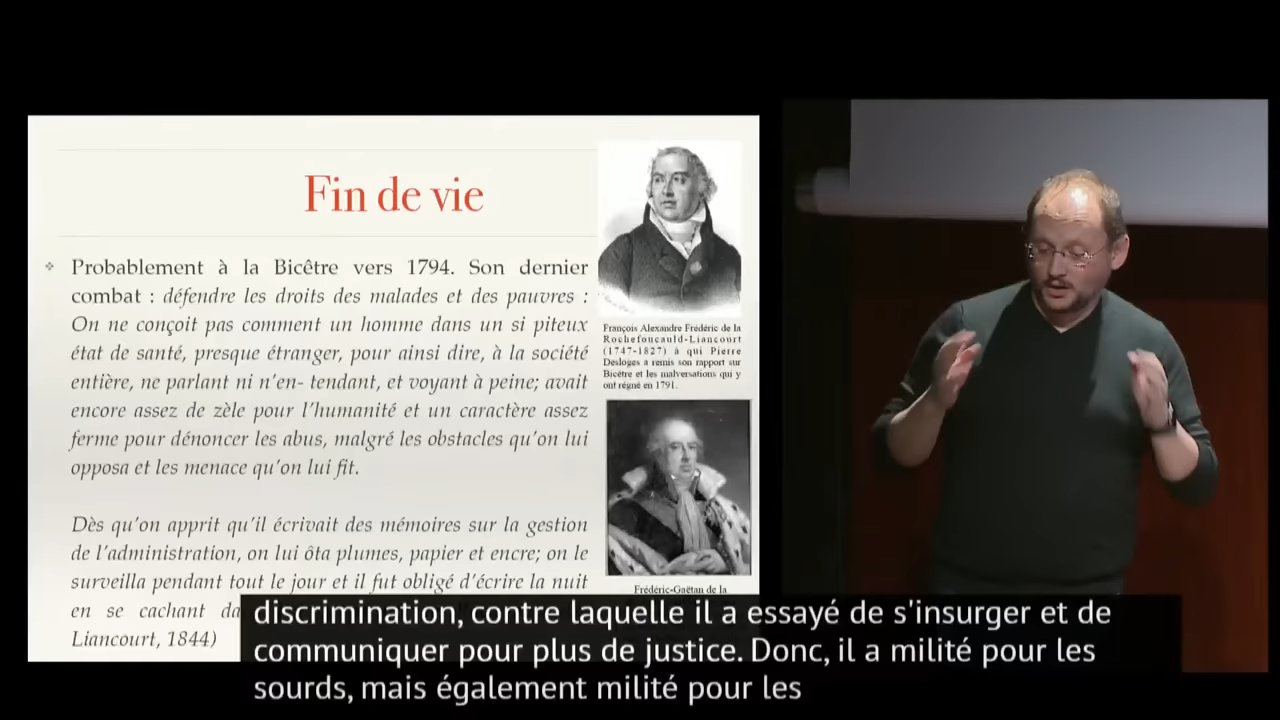 Fin de vie
Probablement à la Bicêtre vers 1794. Son dernier
combat : défendre les droits des malades et des pauvres :
On ne conçoit pas comment un homme dans un si piteux
état de santé, presque étranger, pour ainsi dire, à la société
entière, ne parlant ni n'en- tendant, et voyant à peine; avait
encore assez de zèle pour l'humanité et un caractère assez
ferme pour dénoncer les abus, malgré les obstacles qu'on lui
opposa et les menace qu'on lui fit.
Dès qu'on apprit qu'il écrivait des mémoires sur la gestion
de l'administration, on lui ôta plumes, papier et encre; on le
surveilla pendant tout le jour et il fut obligé d'écrire la nuit
en se cachant da
Liancourt, 1844)
François Alexandre Frédéric de la
Rochefoucauld-Liancourt
(1747-1827) à qui Pierre
Desloges a remis son rapport sur
Bicêtre et les malversations qui y
ont régné en 1791.
Frédéric-Gaëtan de la
discrimination, contre laquelle il a essayé de s'insurger et de
communiquer pour plus de justice. Donc, il a milité pour les
sourds, mais également milité pour les